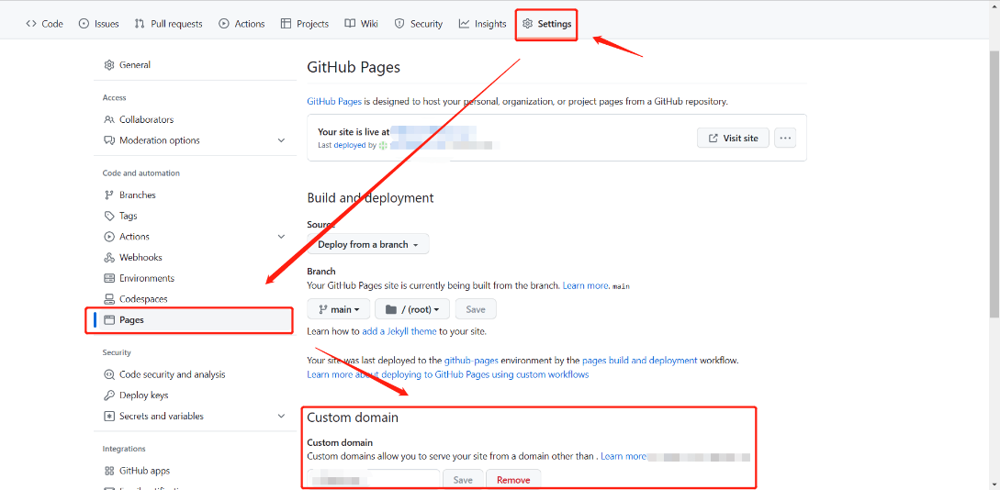 Code Issues Pull requests Actions Projects Wiki Security Insights Settings
General
Access
Collaborators
Moderation options
Code and automation
Branches
Tags
Actions
Webhooks
Environments
Codespaces
Pages
Security
Code security and analysis
Deploy keys
Secrets and variables
Integrations
GitHub apps
GitHub Pages
GitHub Pages is designed to host your personal, organization, or project pages from a GitHub repository.
Your site is live at
Last deployed by
Visit site
Build and deployment
Source
Deploy from a branch
Branch
Your GitHub Pages site is currently being built from the branch. Learn more. main
main / (root) Save
Learn how to add a Jekyll theme to your site.
Your site was last deployed to the github-pages environment by the pages build and deployment workflow.
Learn more about deploying to GitHub Pages using custom workflows
Custom domain
Custom domain
Custom domains allow you to serve your site from a domain other than . Learn more
Save Remove